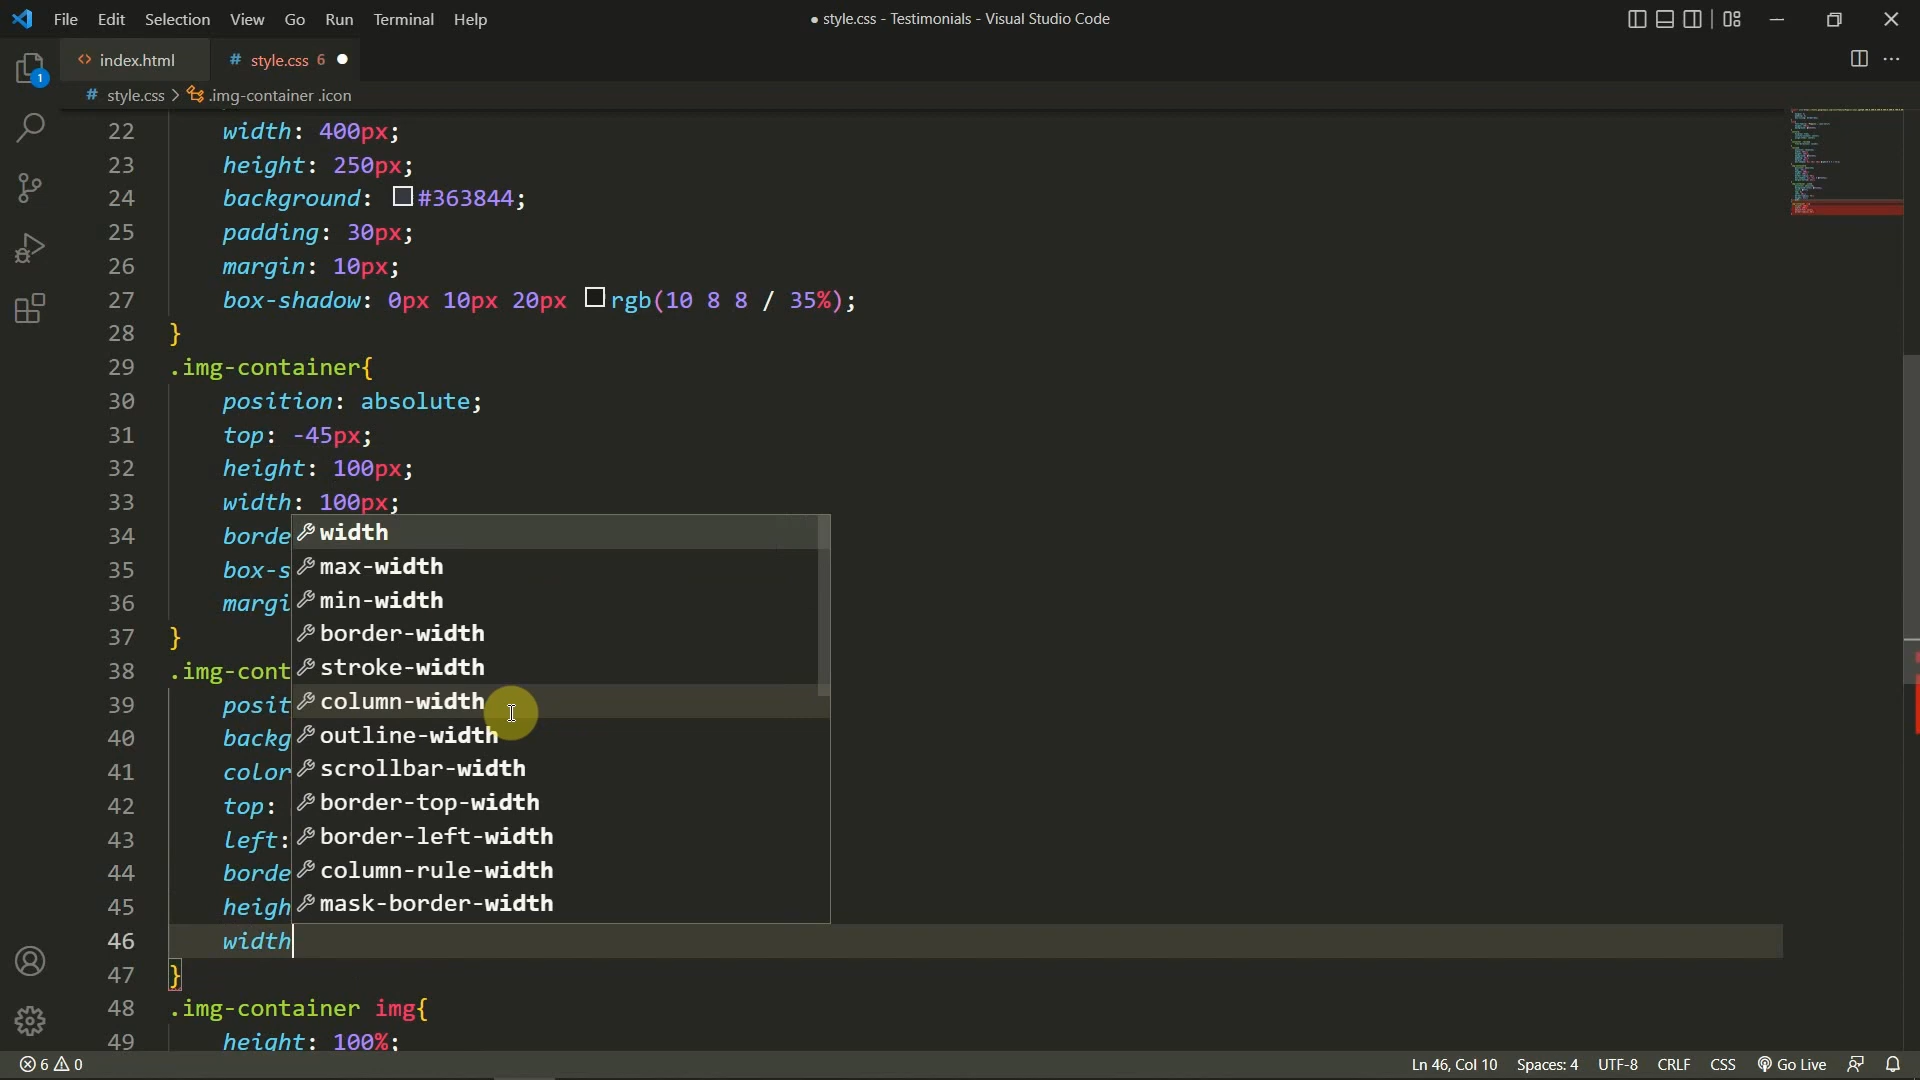 File Edit Selection View Go Run Terminal Help
● style.css - Testimonials - Visual Studio Code
1
<> index.html
# style.css 6 ●
# style.css > .img-container .icon
22 width: 400px;
23 height: 250px;
24 background: #363844;
25 padding: 30px;
26 margin: 10px;
27 box-shadow: 0px 10px 20px rgb(10 8 8 / 35%);
28 }
29 .img-container{
30 position: absolute;
31 top: -45px;
32 height: 100px;
33 width: 100px;
34 borde
35 box-s
36 margi
37 }
38 .img-cont
39 posit
40 backg
41 color
42 top:
43 left:
44 borde
45 heigh
46 width
47 }
48 .img-container img{
49 height: 100%;
width
max-width
min-width
border-width
stroke-width
column-width
outline-width
scrollbar-width
border-top-width
border-left-width
column-rule-width
mask-border-width
6 0
Ln 46, Col 10 Spaces: 4 UTF-8 CRLF CSS Go Live